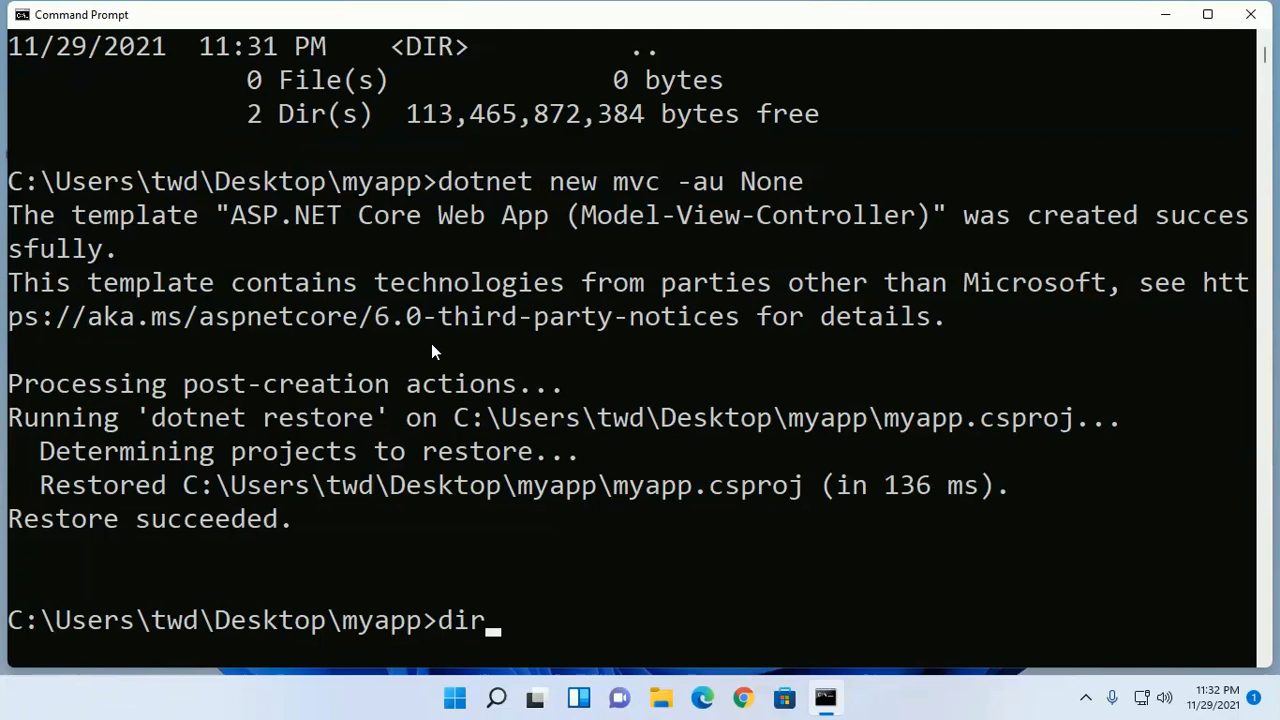 Command Prompt
11/29/2021  11:31 PM    <DIR>          ..
0 File(s)              0 bytes
2 Dir(s)  113,465,872,384 bytes free
C:\Users\twd\Desktop\myapp>dotnet new mvc -au None
The template "ASP.NET Core Web App (Model-View-Controller)" was created succes
sfully.
This template contains technologies from parties other than Microsoft, see htt
ps://aka.ms/aspnetcore/6.0-third-party-notices for details.
Processing post-creation actions...
Running 'dotnet restore' on C:\Users\twd\Desktop\myapp\myapp.csproj...
Determining projects to restore...
Restored C:\Users\twd\Desktop\myapp\myapp.csproj (in 136 ms).
Restore succeeded.
C:\Users\twd\Desktop\myapp>dir
11:32 PM
11/29/2021
1